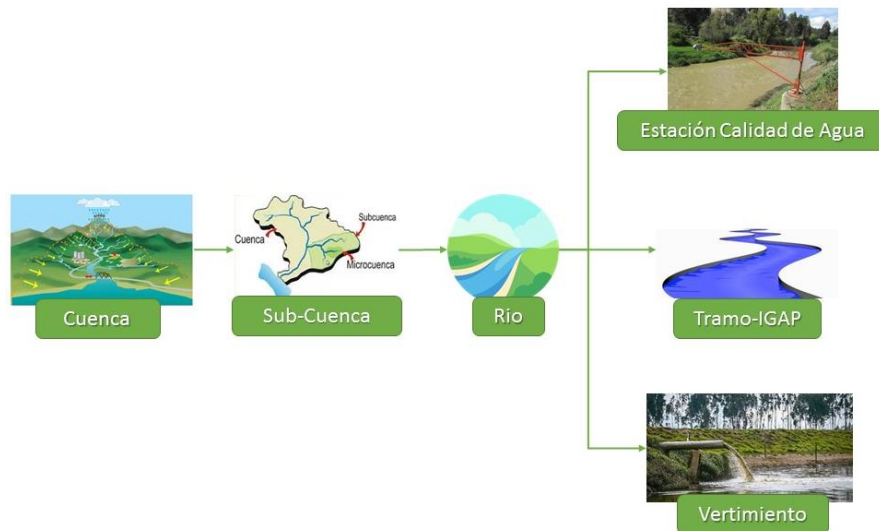 Estación Calidad de Agua
Cuenca
Subcuenca
Microcuenca
Cuenca
Sub-Cuenca
Rio
Tramo-IGAP
Vertimiento